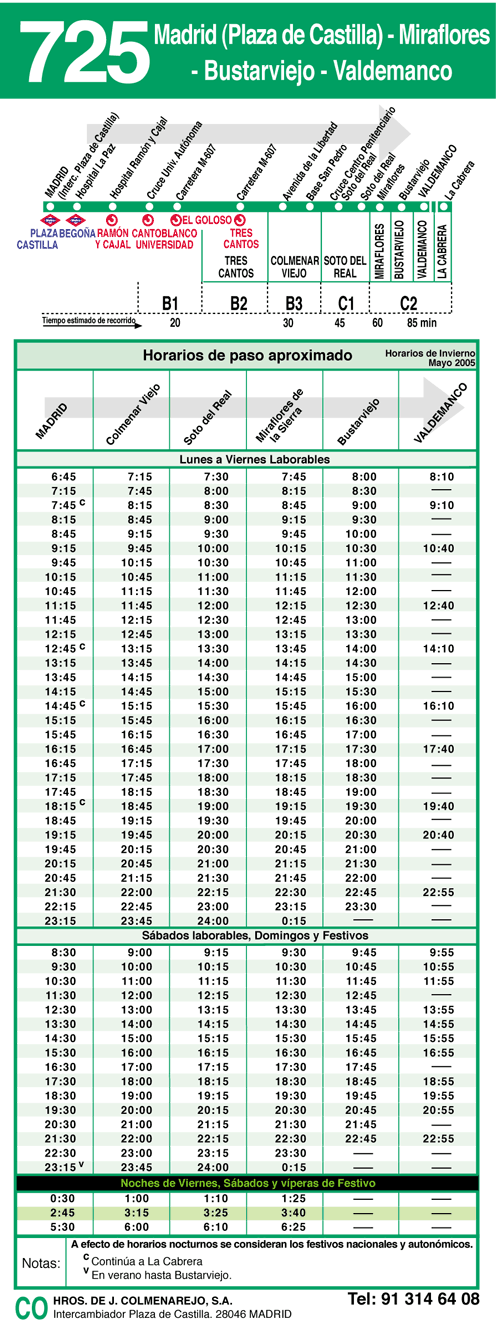 725 Madrid (Plaza de Castilla) - Miraflores
- Bustarviejo - Valdemanco
MADRID
(Interc. Plaza de Castilla)
Hospital La Paz
Hospital Ramón y Cajal
Cruce Univ. Autónoma
Carretera M-607
Carretera M-607
Avenida de la Libertad
Base San Pedro
Cruce Centro Penitenciario
Soto del Real
Soto del Real
Miraflores
Bustarviejo
VALDEMANCO
La Cabrera
PLAZA CASTILLA
BEGOÑA
RAMÓN Y CAJAL
CANTOBLANCO UNIVERSIDAD
EL GOLOSO
TRES CANTOS
TRES CANTOS
COLMENAR VIEJO
SOTO DEL REAL
MIRAFLORES
BUSTARVIEJO
VALDEMANCO
LA CABRERA
B1 B2 B3 C1 C2
Tiempo estimado de recorrido 20 30 45 60 85 min
Horarios de paso aproximado
Horarios de Invierno
Mayo 2005
MADRID
Colmenar Viejo
Soto del Real
Miraflores de la Sierra
Bustarviejo
VALDEMANCO
Lunes a Viernes Laborables
6:45 7:15 7:30 7:45 8:00 8:10
7:15 7:45 8:00 8:15 8:30 —
7:45 C 8:15 8:30 8:45 9:00 9:10
8:15 8:45 9:00 9:15 9:30 —
8:45 9:15 9:30 9:45 10:00 —
9:15 9:45 10:00 10:15 10:30 10:40
9:45 10:15 10:30 10:45 11:00 —
10:15 10:45 11:00 11:15 11:30 —
10:45 11:15 11:30 11:45 12:00 —
11:15 11:45 12:00 12:15 12:30 12:40
11:45 12:15 12:30 12:45 13:00 —
12:15 12:45 13:00 13:15 13:30 —
12:45 C 13:15 13:30 13:45 14:00 14:10
13:15 13:45 14:00 14:15 14:30 —
13:45 14:15 14:30 14:45 15:00 —
14:15 14:45 15:00 15:15 15:30 —
14:45 C 15:15 15:30 15:45 16:00 16:10
15:15 15:45 16:00 16:15 16:30 —
15:45 16:15 16:30 16:45 17:00 —
16:15 16:45 17:00 17:15 17:30 17:40
16:45 17:15 17:30 17:45 18:00 —
17:15 17:45 18:00 18:15 18:30 —
17:45 18:15 18:30 18:45 19:00 —
18:15 C 18:45 19:00 19:15 19:30 19:40
18:45 19:15 19:30 19:45 20:00 —
19:15 19:45 20:00 20:15 20:30 20:40
19:45 20:15 20:30 20:45 21:00 —
20:15 20:45 21:00 21:15 21:30 —
20:45 21:15 21:30 21:45 22:00 —
21:30 22:00 22:15 22:30 22:45 22:55
22:15 22:45 23:00 23:15 23:30 —
23:15 23:45 24:00 0:15 — —
Sábados laborables, Domingos y Festivos
8:30 9:00 9:15 9:30 9:45 9:55
9:30 10:00 10:15 10:30 10:45 10:55
10:30 11:00 11:15 11:30 11:45 11:55
11:30 12:00 12:15 12:30 12:45 —
12:30 13:00 13:15 13:30 13:45 13:55
13:30 14:00 14:15 14:30 14:45 14:55
14:30 15:00 15:15 15:30 15:45 15:55
15:30 16:00 16:15 16:30 16:45 16:55
16:30 17:00 17:15 17:30 17:45 —
17:30 18:00 18:15 18:30 18:45 18:55
18:30 19:00 19:15 19:30 19:45 19:55
19:30 20:00 20:15 20:30 20:45 20:55
20:30 21:00 21:15 21:30 21:45 —
21:30 22:00 22:15 22:30 22:45 22:55
22:30 23:00 23:15 23:30 — —
23:15 V 23:45 24:00 0:15 — —
Noches de Viernes, Sábados y víperas de Festivo
0:30 1:00 1:10 1:25 — —
2:45 3:15 3:25 3:40 — —
5:30 6:00 6:10 6:25 — —
Notas:
A efecto de horarios nocturnos se consideran los festivos nacionales y autonómicos.
C Continúa a La Cabrera
V En verano hasta Bustarviejo.
CO HROS. DE J. COLMENAREJO, S.A.
Intercambiador Plaza de Castilla. 28046 MADRID
Tel: 91 314 64 08